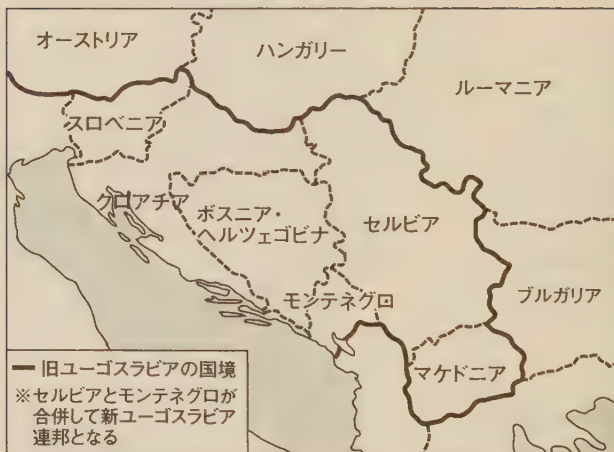 オーストリア
ハンガリー
ルーマニア
スロベニア
クロアチア
ボスニア・
ヘルツェゴビナ
セルビア
モンテネグロ
ブルガリア
マケドニア
旧ユーゴスラビアの国境
※セルビアとモンテネグロが
合併して新ユーゴスラビア
連邦となる